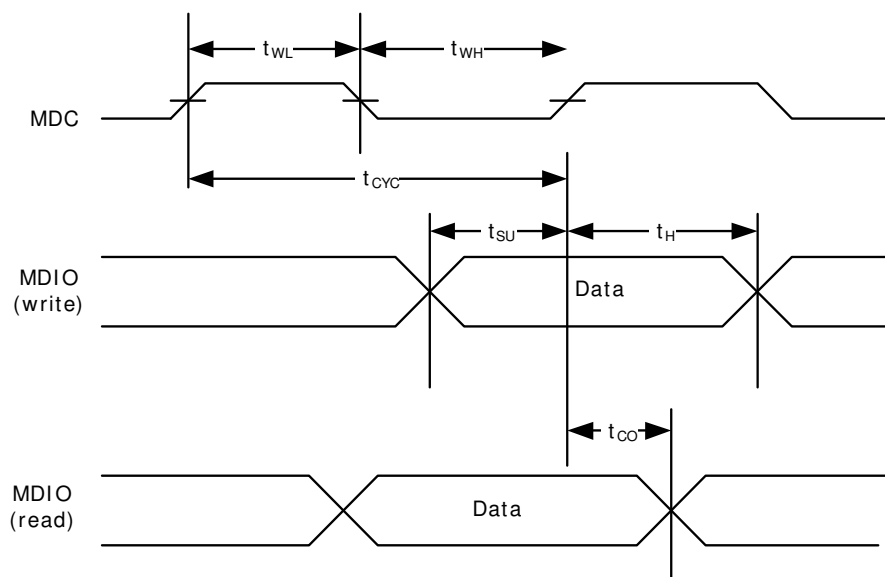 tWL
tWH
MDC
tCYC
tSU
tH
MDIO
(write)
Data
tCO
MDIO
(read)
Data